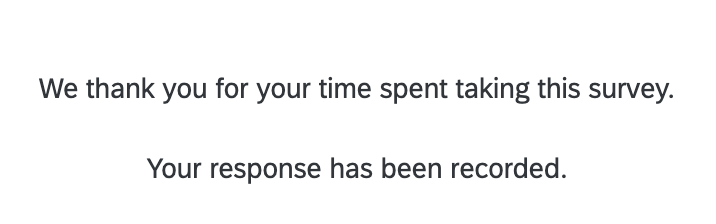 We thank you for your time spent taking this survey.
Your response has been recorded.